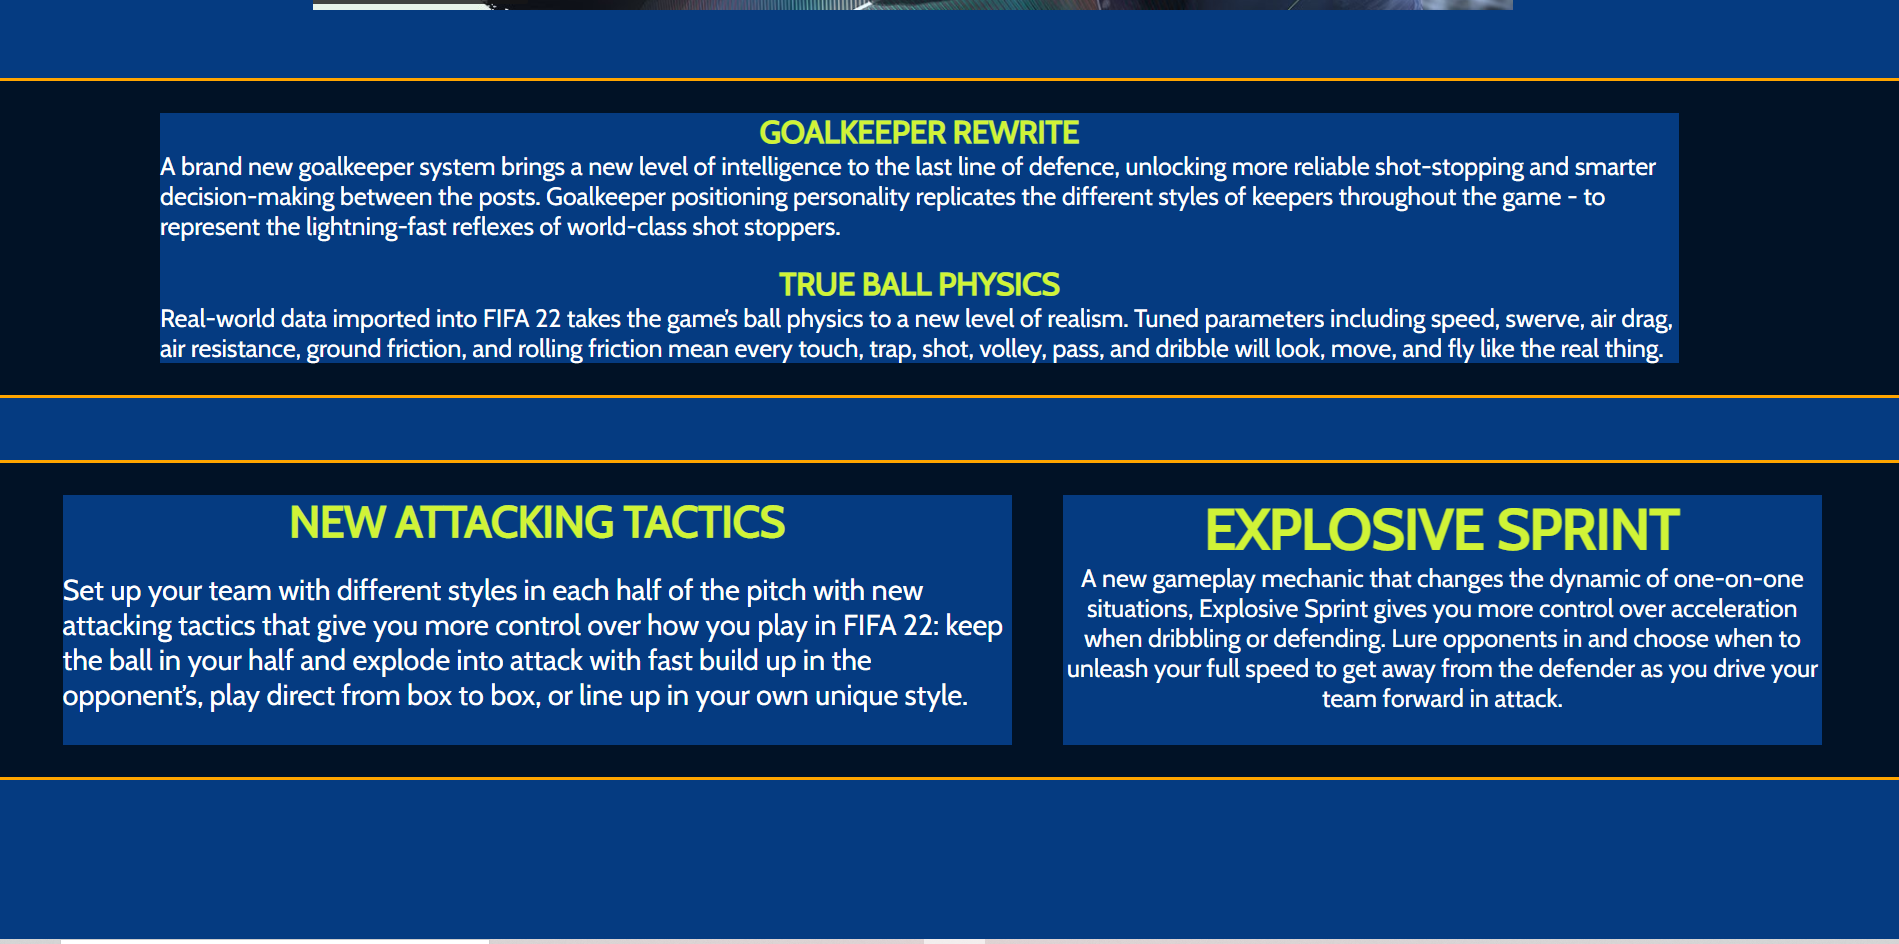 GOALKEEPER REWRITE
A brand new goalkeeper system brings a new level of intelligence to the last line of defence, unlocking more reliable shot-stopping and smarter
decision-making between the posts. Goalkeeper positioning personality replicates the different styles of keepers throughout the game - to
represent the lightning-fast reflexes of world-class shot stoppers.
TRUE BALL PHYSICS
Real-world data imported into FIFA 22 takes the game’s ball physics to a new level of realism. Tuned parameters including speed, swerve, air drag,
air resistance, ground friction, and rolling friction mean every touch, trap, shot, volley, pass, and dribble will look, move, and fly like the real thing.
NEW ATTACKING TACTICS
Set up your team with different styles in each half of the pitch with new
attacking tactics that give you more control over how you play in FIFA 22: keep
the ball in your half and explode into attack with fast build up in the
opponent’s, play direct from box to box, or line up in your own unique style.
EXPLOSIVE SPRINT
A new gameplay mechanic that changes the dynamic of one-on-one
situations, Explosive Sprint gives you more control over acceleration
when dribbling or defending. Lure opponents in and choose when to
unleash your full speed to get away from the defender as you drive your
team forward in attack.